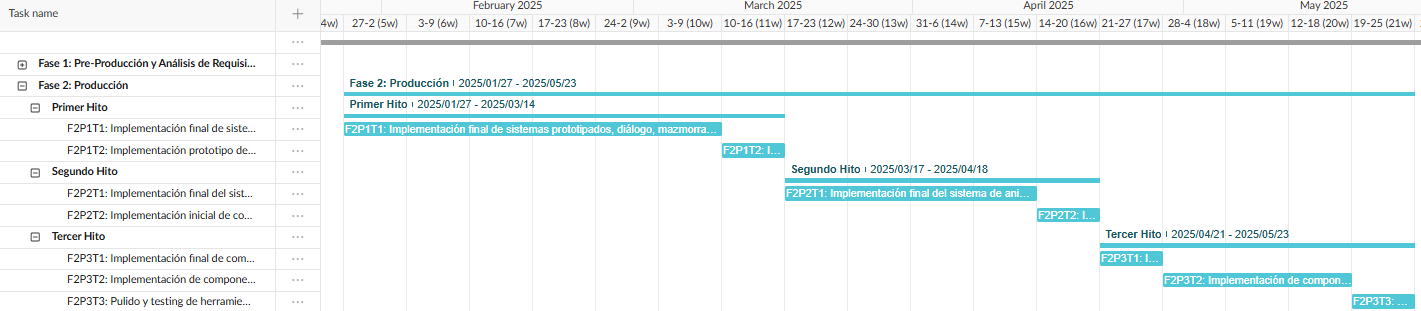 Task name
February 2025 March 2025 April 2025 May 2025
4w) 27-2 (5w) 3-9 (6w) 10-16 (7w) 17-23 (8w) 24-2 (9w) 3-9 (10w) 10-16 (11w) 17-23 (12w) 24-30 (13w) 31-6 (14w) 7-13 (15w) 14-20 (16w) 21-27 (17w) 28-4 (18w) 5-11 (19w) 12-18 (20w) 19-25 (21w)
Fase 1: Pre-Producción y Análisis de Requisi...
Fase 2: Producción
Fase 2: Producción 2025/01/27 - 2025/05/23
Primer Hito
Primer Hito 2025/01/27 - 2025/03/14
F2P1T1: Implementación final de siste...
F2P1T1: Implementación final de sistemas prototipados, diálogo, mazmorra...
F2P1T2: Implementación prototipo de...
F2P1T2: I...
Segundo Hito
Segundo Hito 2025/03/17 - 2025/04/18
F2P2T1: Implementación final del sist...
F2P2T1: Implementación final del sistema de ani...
F2P2T2: Implementación inicial de co...
F2P2T2: I...
Tercer Hito
Tercer Hito 2025/04/21 - 2025/05/23
F2P3T1: Implementación final de com...
F2P3T1: I...
F2P3T2: Implementación de compone...
F2P3T2: Implementación de compon...
F2P3T3: Pulido y testing de herramie...
F2P3T3: ...